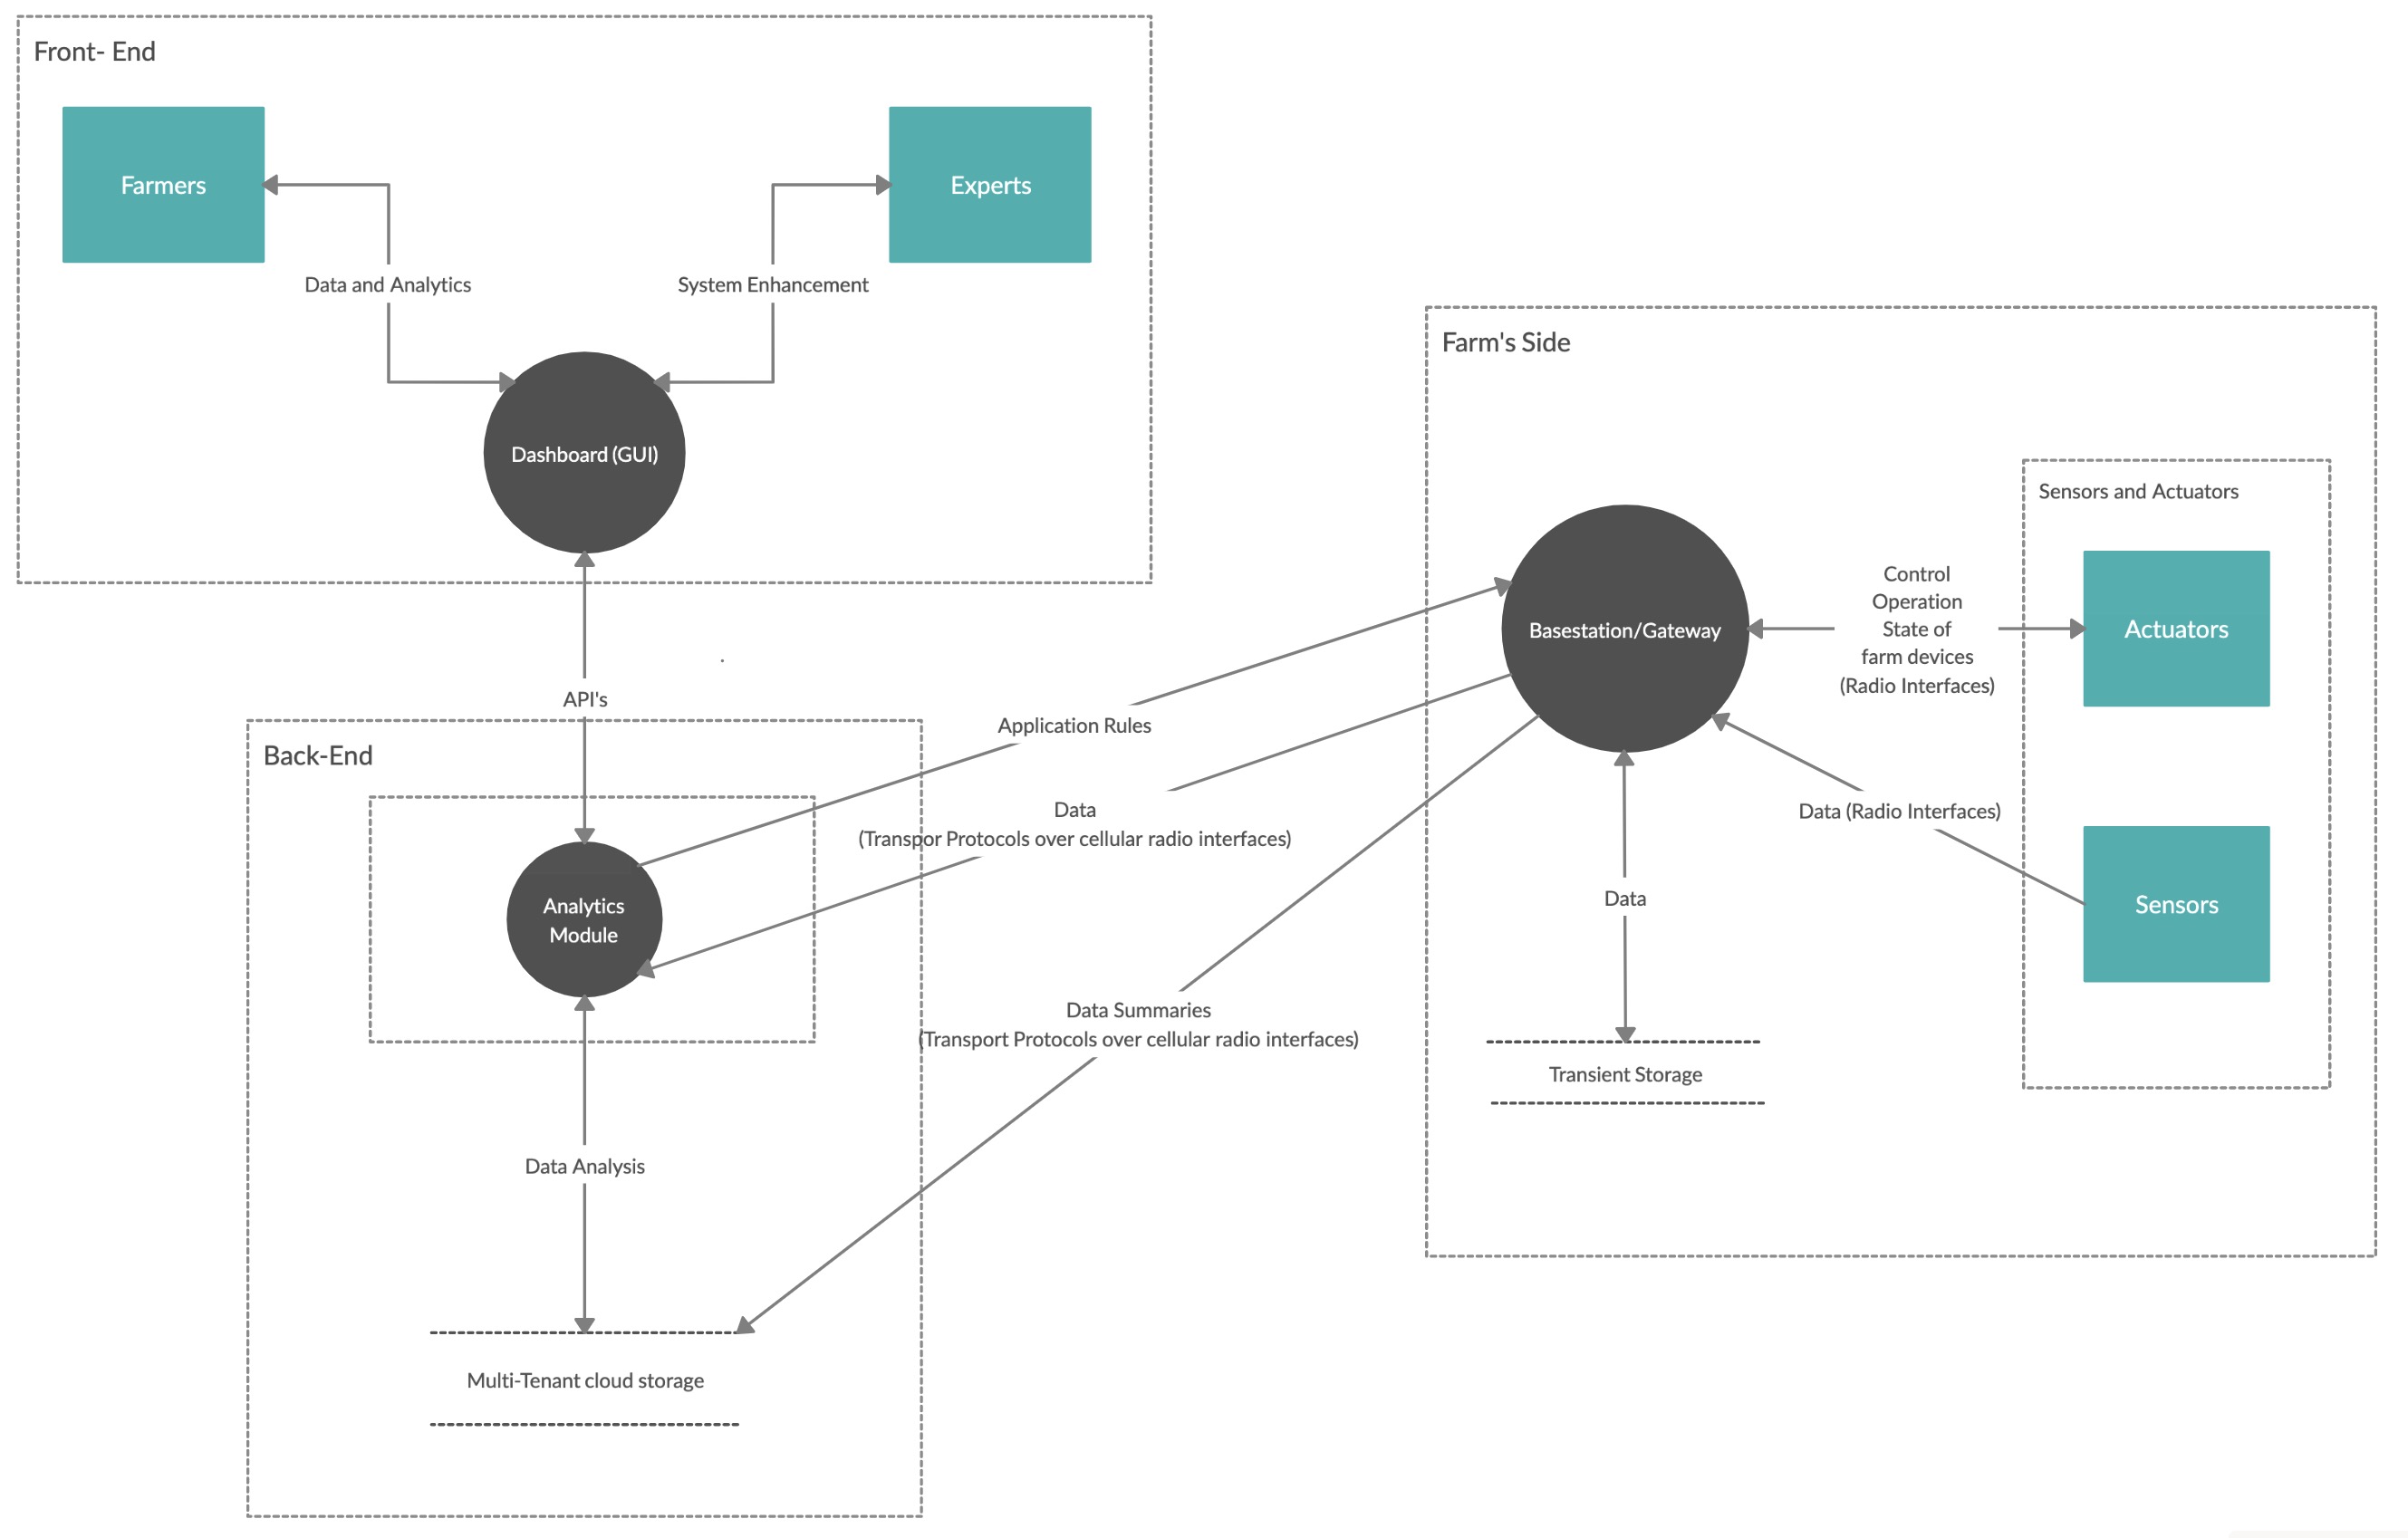 Front- End
Farmers
Experts
Data and Analytics
System Enhancement
Dashboard (GUI)
API's
Back-End
Analytics
Module
Data Analysis
Multi-Tenant cloud storage
Application Rules
Data
(Transpor Protocols over cellular radio interfaces)
Data Summaries
(Transport Protocols over cellular radio interfaces)
Farm's Side
Basestation/Gateway
Control
Operation
State of
farm devices
(Radio Interfaces)
Sensors and Actuators
Actuators
Data (Radio Interfaces)
Sensors
Data
Transient Storage